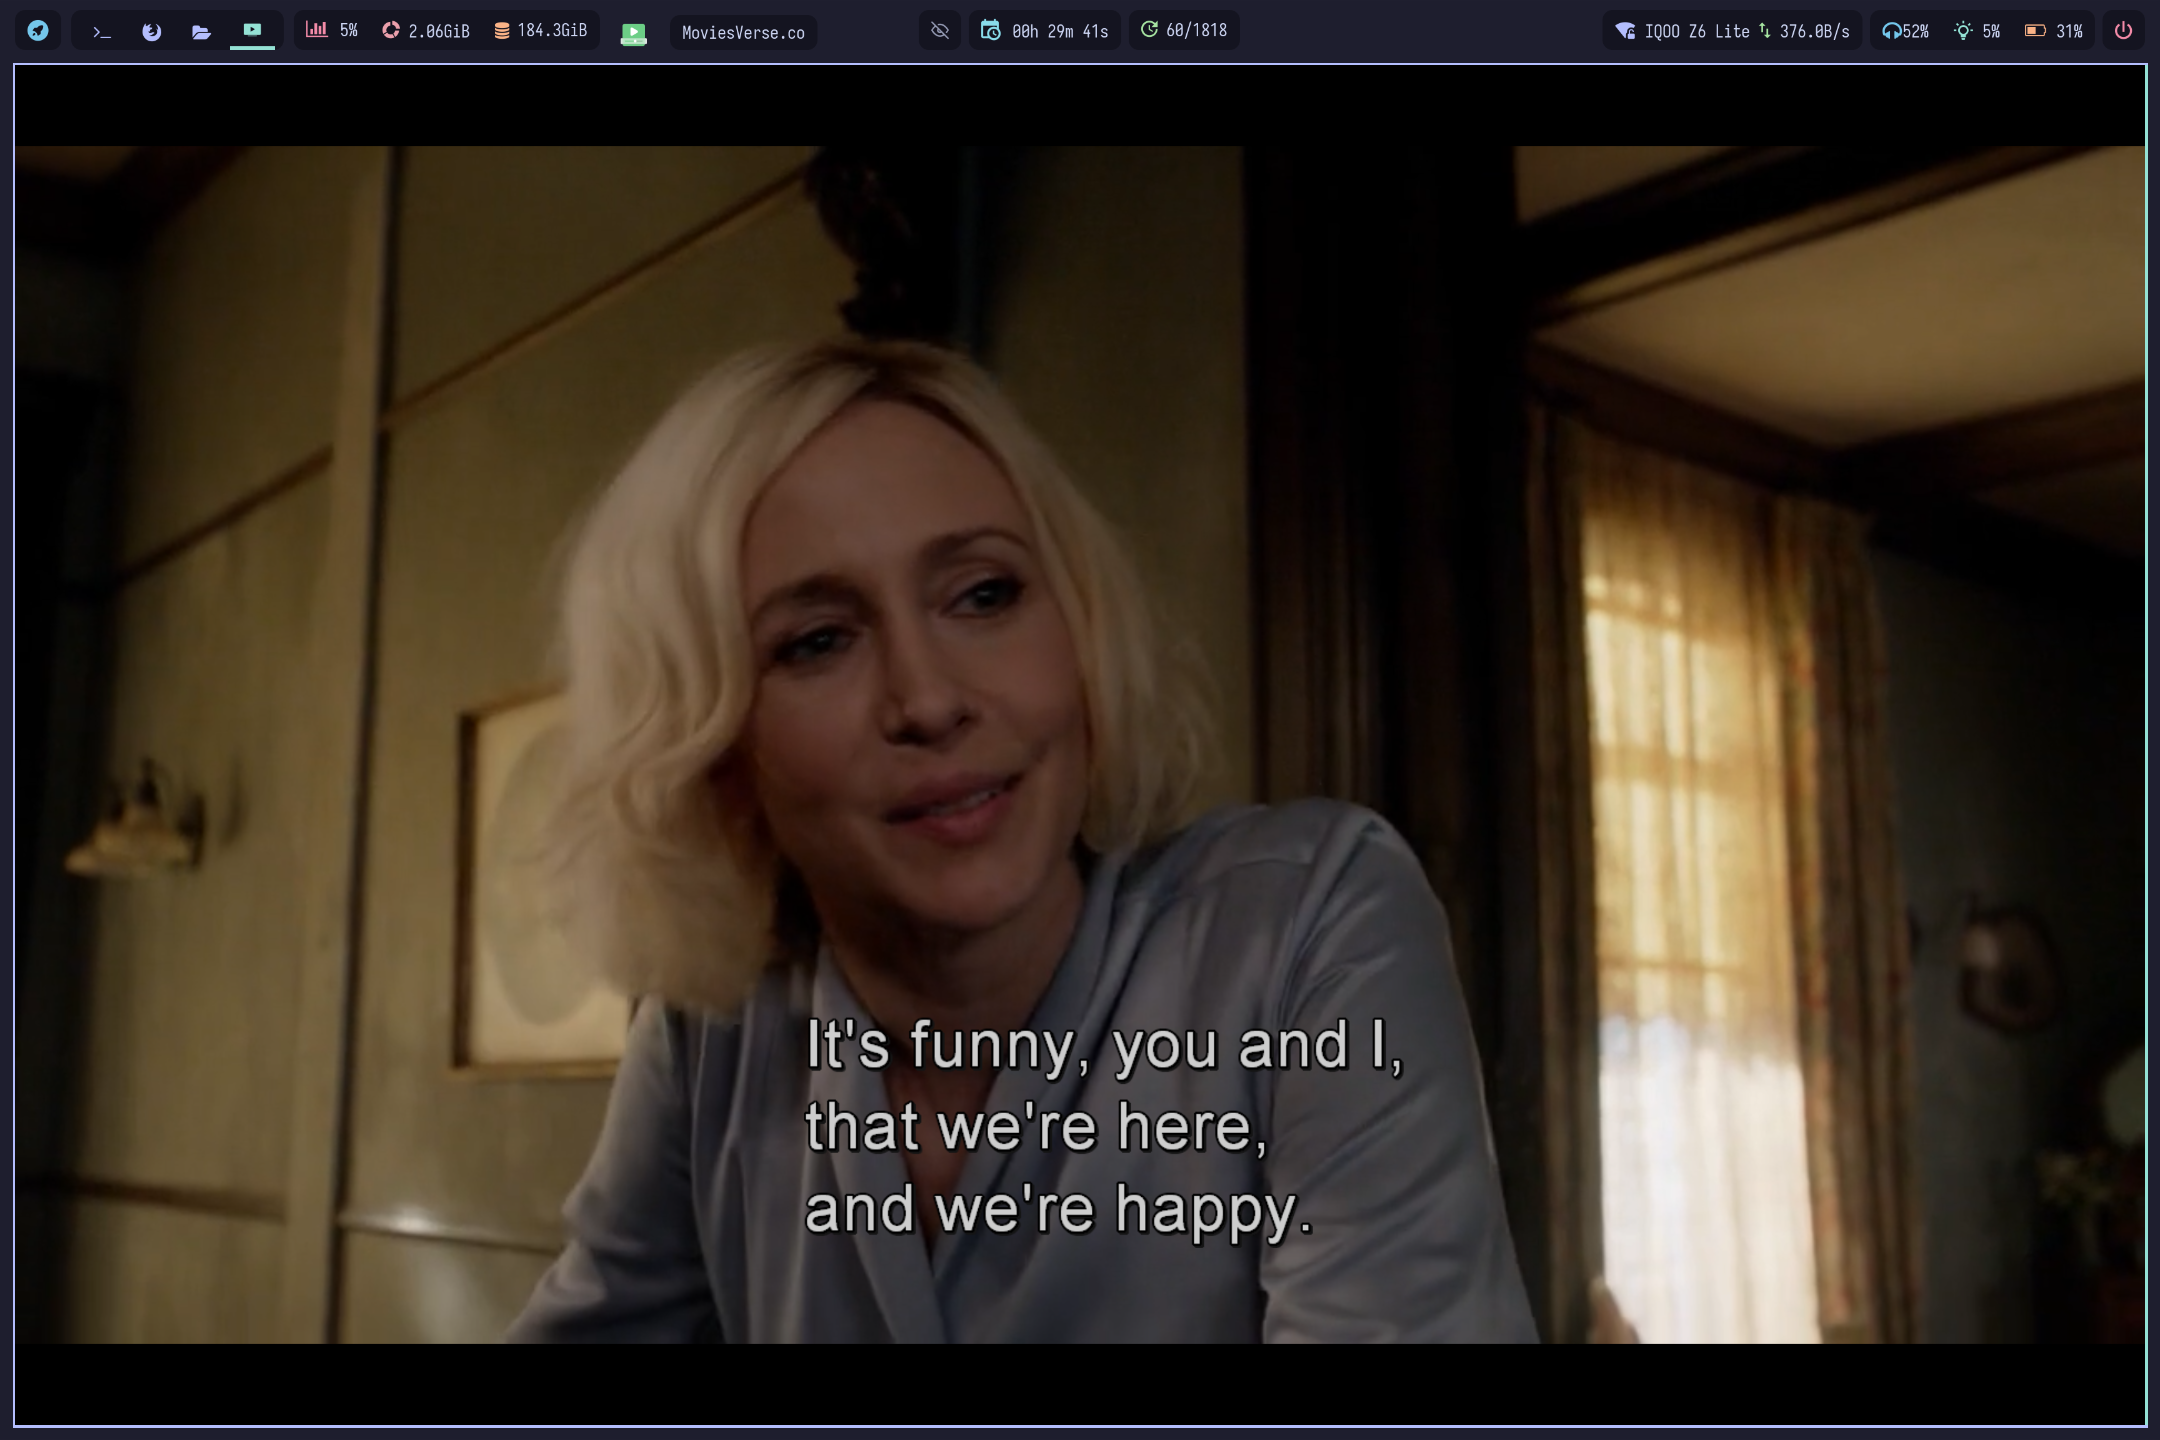 5%
2.06GiB
184.3GiB
MoviesVerse.co
00h 29m 41s
60/1818
IQOO Z6 Lite
376.0B/s
52%
5%
31%
It's funny, you and I,
that we're here,
and we're happy.